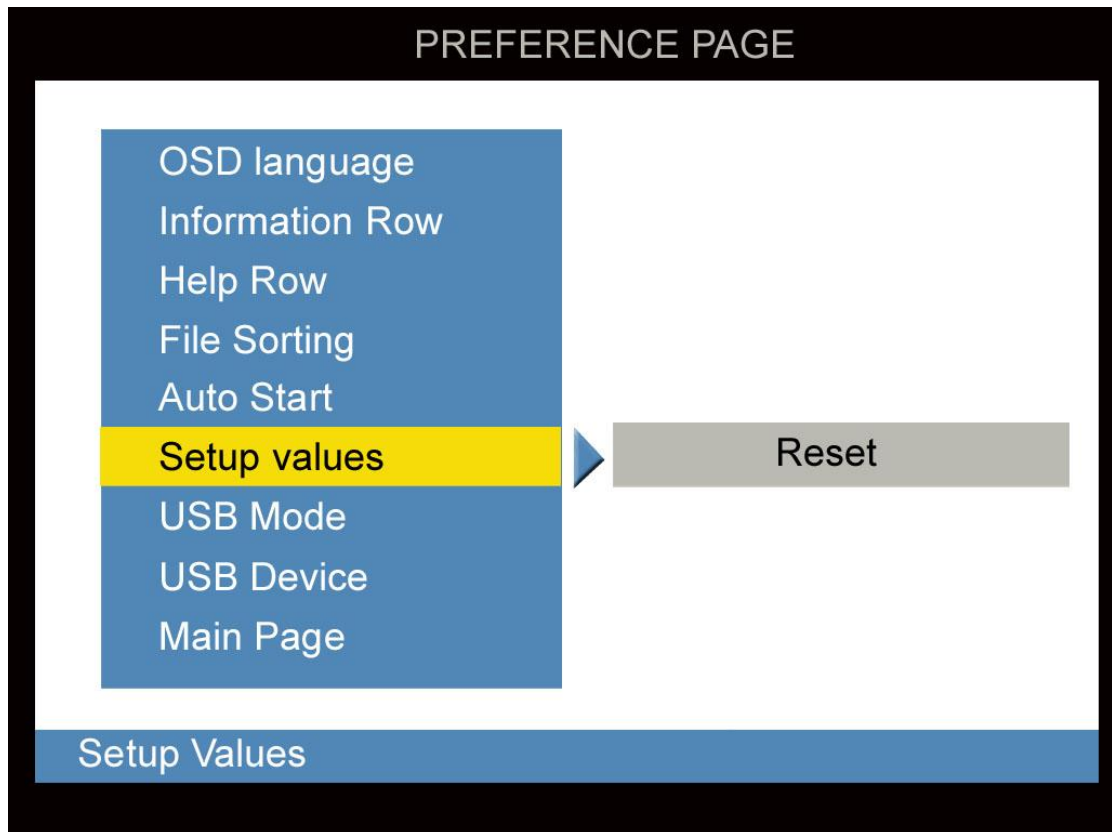 PREFERENCE PAGE
OSD language
Information Row
Help Row
File Sorting
Auto Start
Setup values
Reset
USB Mode
USB Device
Main Page
Setup Values